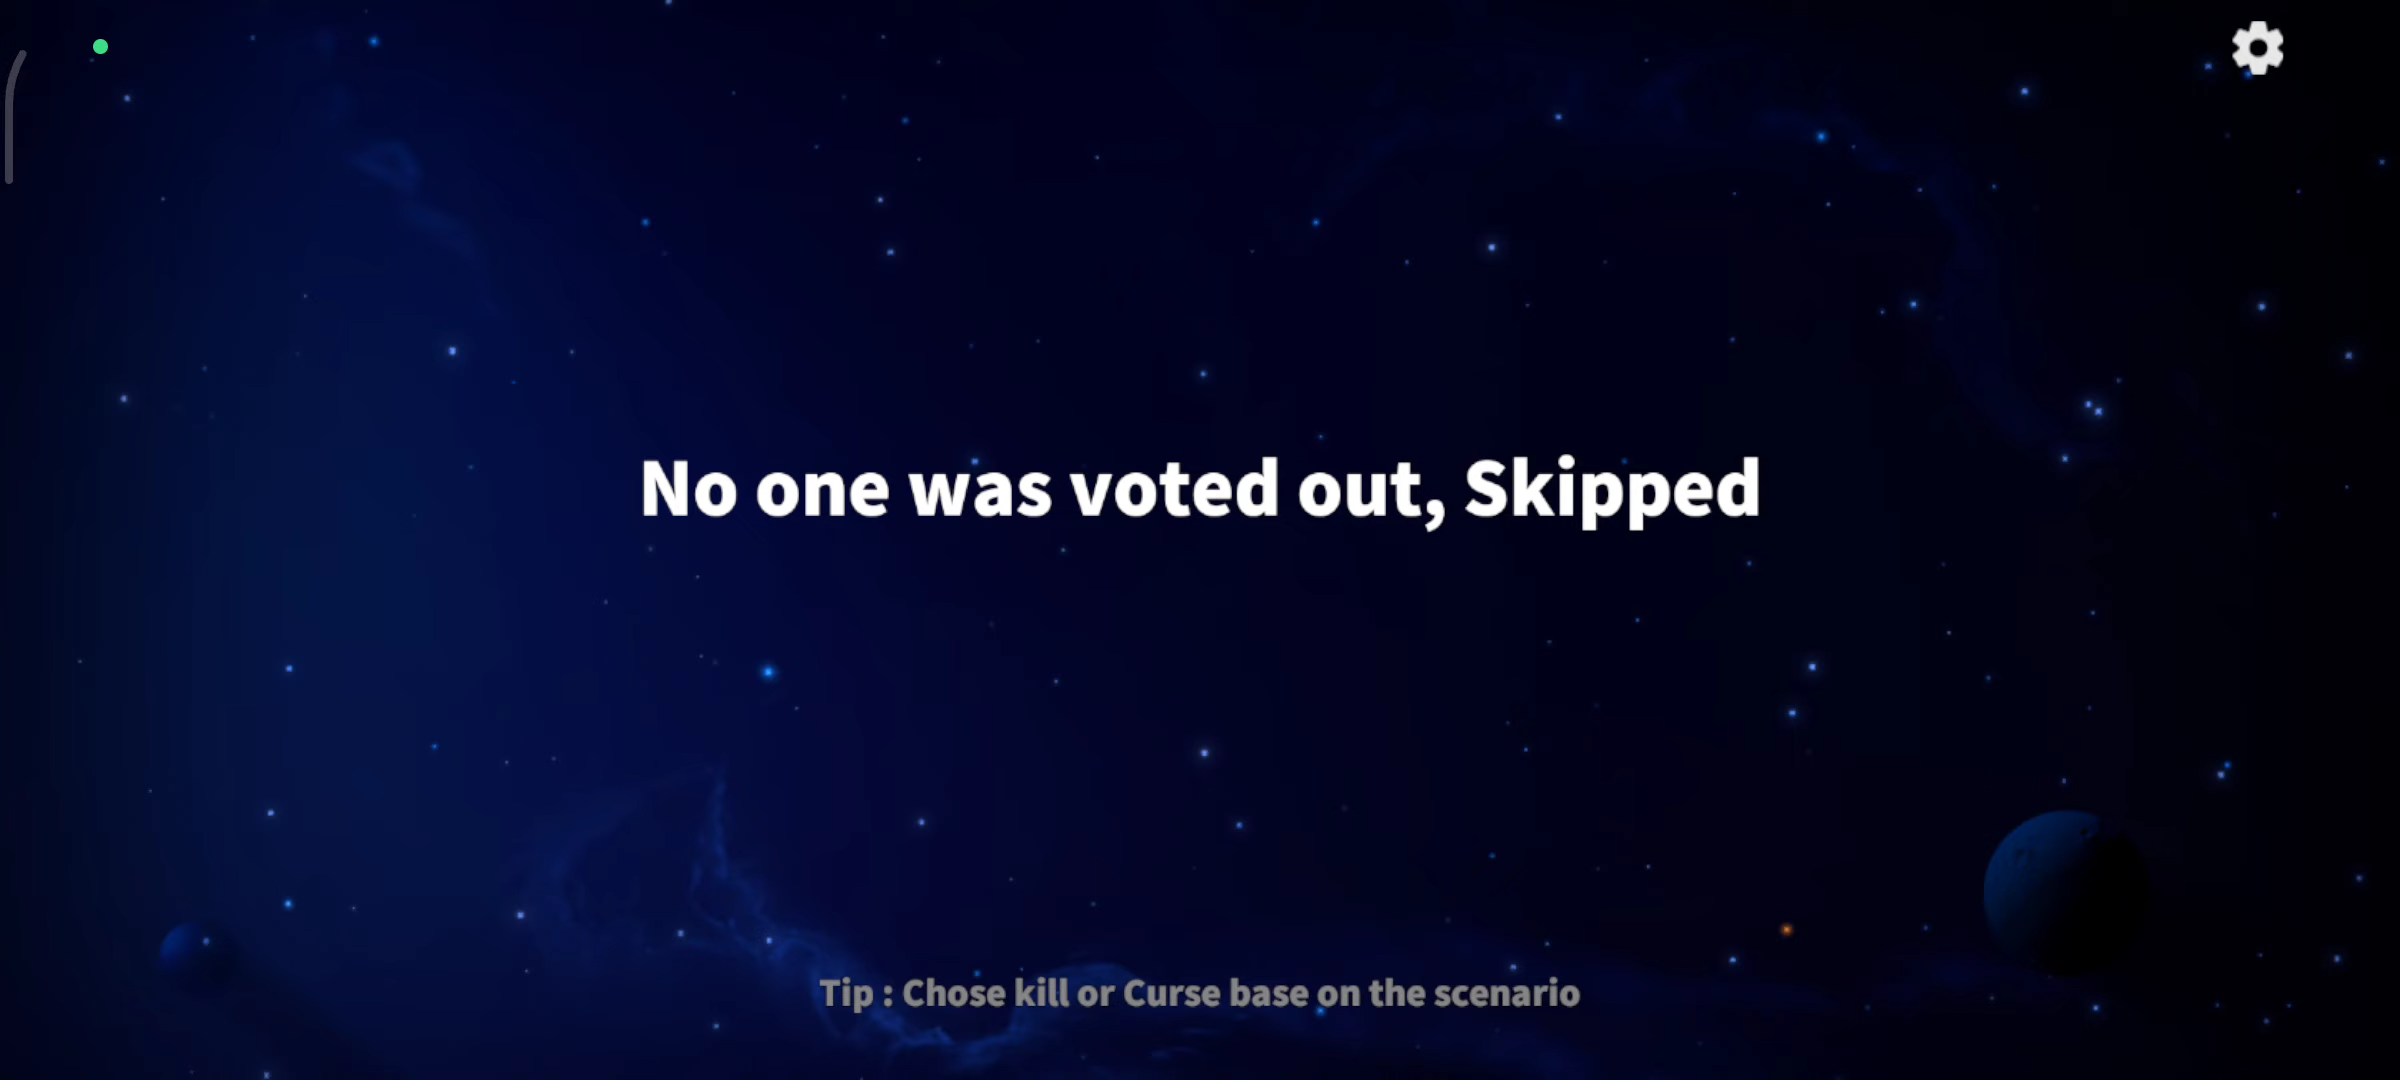 No one was voted out, Skipped
Tip : Chose kill or Curse base on the scenario